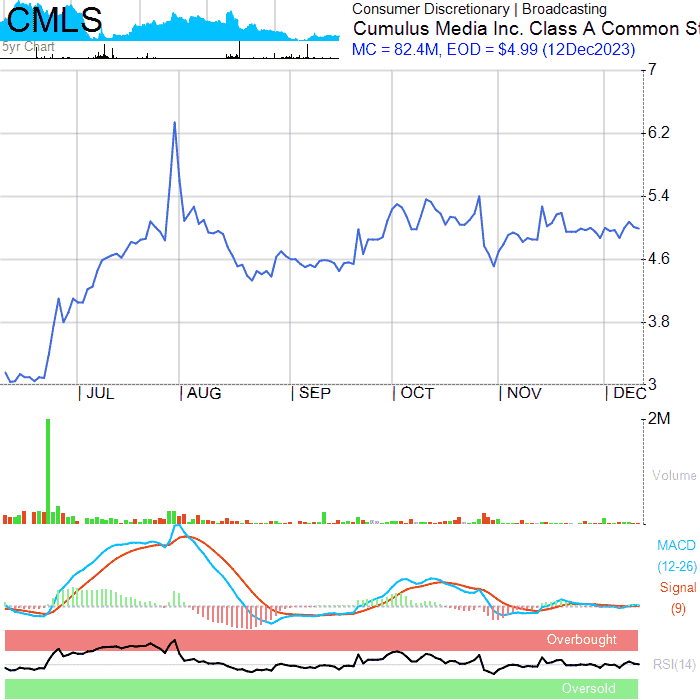 CMLS
5yr Chart
Consumer Discretionary | Broadcasting
Cumulus Media Inc. Class A Common St
MC = 82.4M, EOD = $4.99 (12Dec2023)
7
6.2
5.4
4.6
3.8
3
| JUL | AUG | SEP | OCT | NOV | DEC
2M
Volume
MACD
(12-26)
Signal
(9)
Overbought
RSI(14)
Oversold